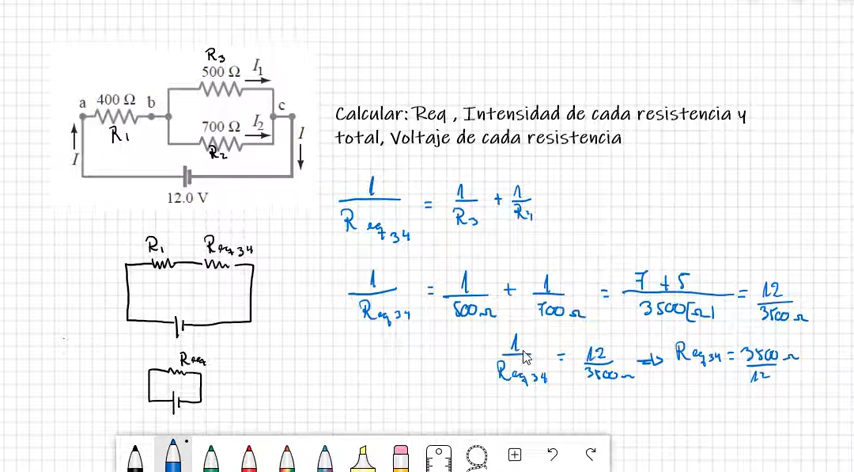 R3
500 Ω I1
a 400 Ω b
R1
700 Ω I2
R2
c
I
I
12.0 V
Calcular: Req , Intensidad de cada resistencia y
total, Voltaje de cada resistencia
1/Req34 = 1/R3 + 1/R4
1/Req34 = 1/500Ω + 1/700Ω = 7+5/3500[Ω] = 12/3500Ω
1/Req34 = 12/3500Ω => Req34 = 3500Ω/12
R1 Req34
Req